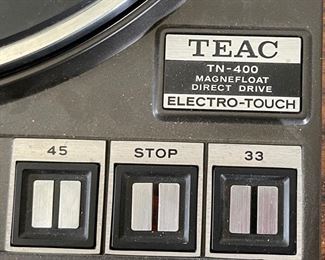 TEAC
TN-400
MAGNEFLOAT
DIRECT DRIVE
ELECTRO-TOUCH
45 STOP 33